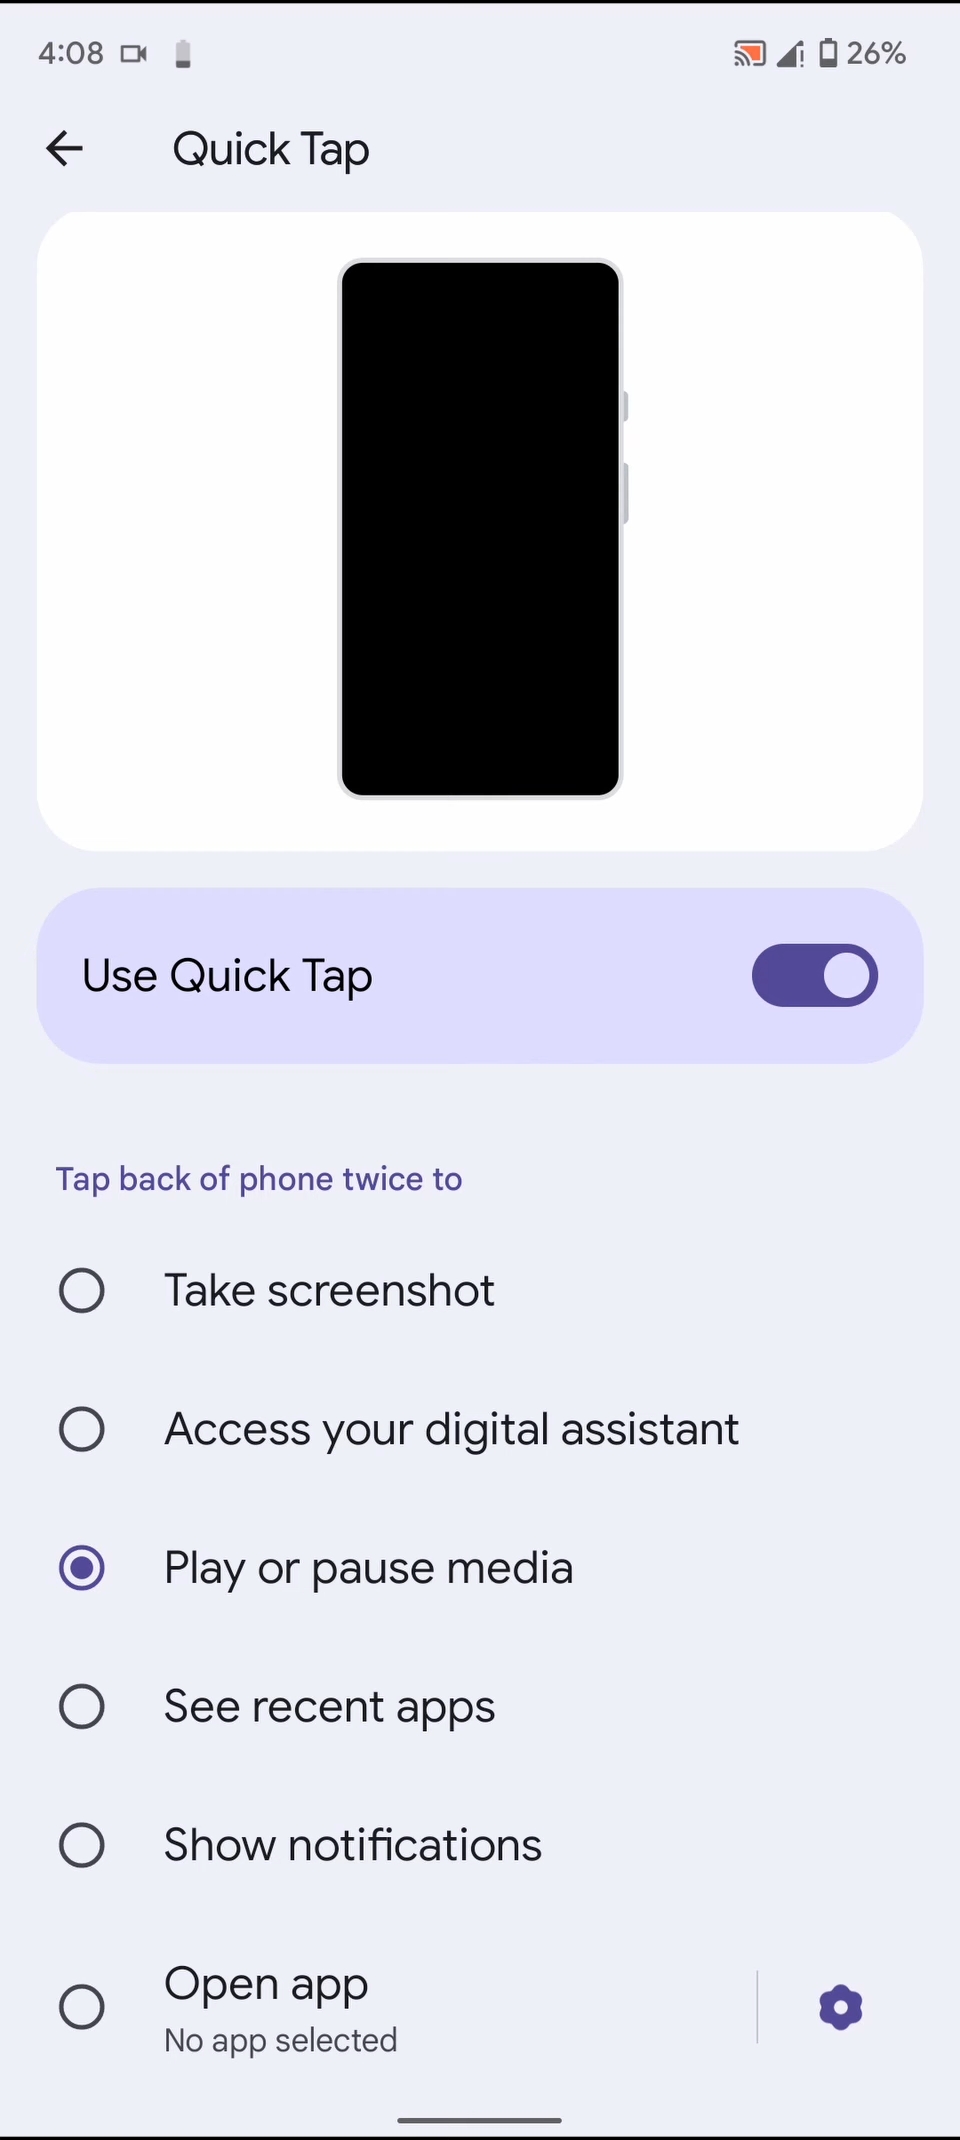 4:08 26%
Quick Tap
Use Quick Tap
Tap back of phone twice to
Take screenshot
Access your digital assistant
Play or pause media
See recent apps
Show notifications
Open app
No app selected